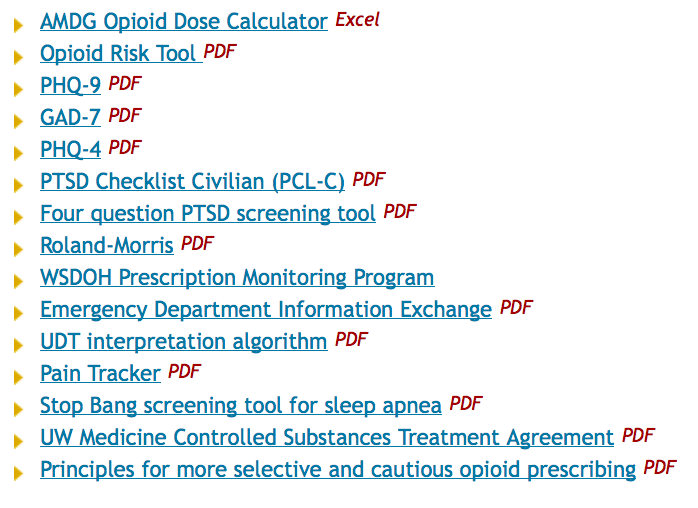 AMDG Opioid Dose Calculator Excel
Opioid Risk Tool PDF
PHQ-9 PDF
GAD-7 PDF
PHQ-4 PDF
PTSD Checklist Civilian (PCL-C) PDF
Four question PTSD screening tool PDF
Roland-Morris PDF
WSDOH Prescription Monitoring Program
Emergency Department Information Exchange PDF
UDT interpretation algorithm PDF
Pain Tracker PDF
Stop Bang screening tool for sleep apnea PDF
UW Medicine Controlled Substances Treatment Agreement PDF
Principles for more selective and cautious opioid prescribing PDF